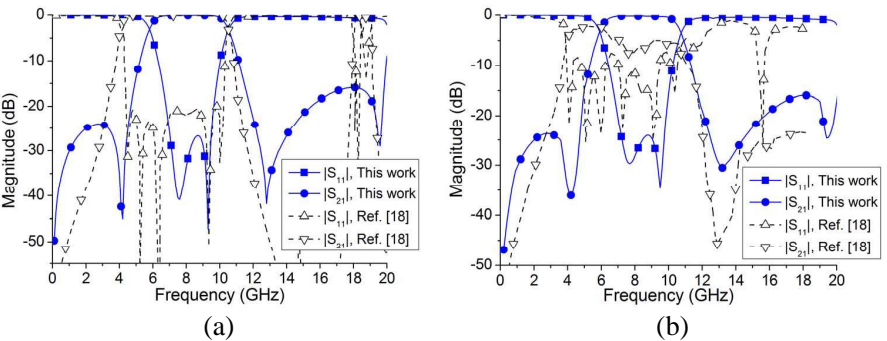 (a)
Magnitude (dB)
0
-10
-20
-30
-40
-50
|S11|, This work
|S21|, This work
|S11|, Ref. [18]
|S21|, Ref. [18]
0 2 4 6 8 10 12 14 16 18 20
Frequency (GHz)
(b)
Magnitude (dB)
0
-10
-20
-30
-40
-50
|S11|, This work
|S21|, This work
|S11|, Ref. [18]
|S21|, Ref. [18]
0 2 4 6 8 10 12 14 16 18 20
Frequency (GHz)
(a)
(b)